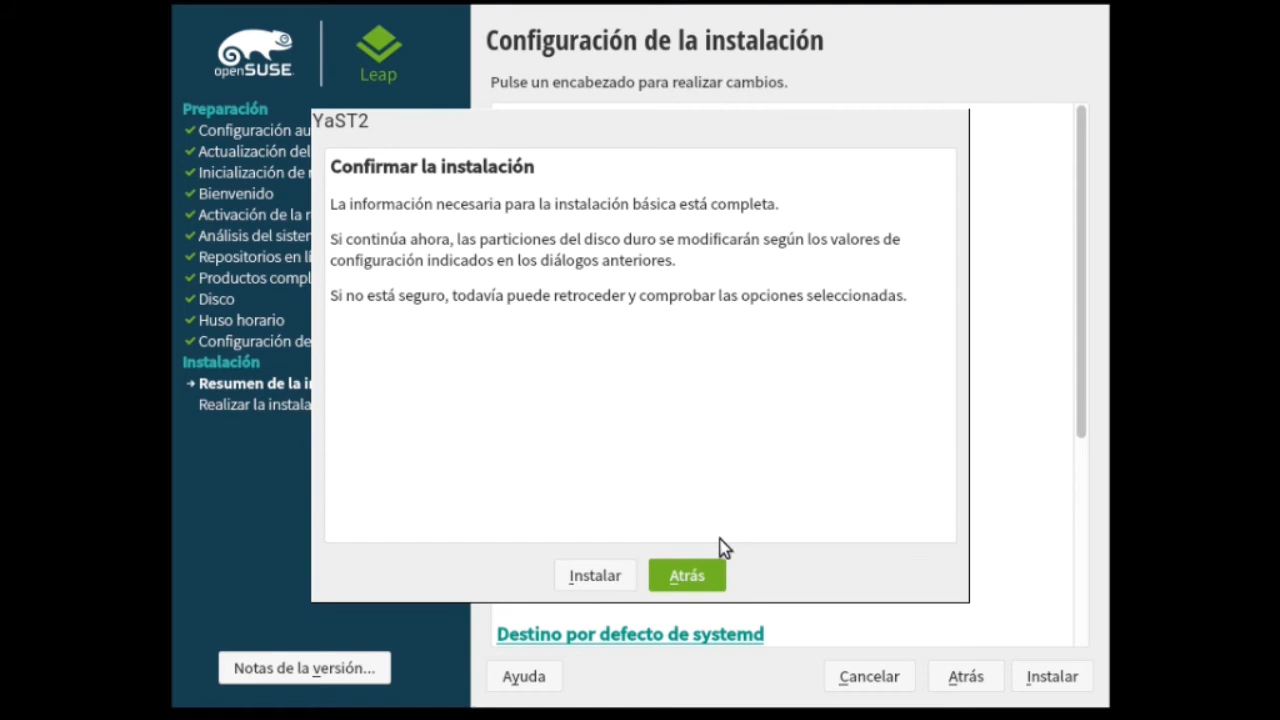 openSUSE
Leap
Preparación
Configuración au
Actualización del
Inicialización de
Bienvenido
Activación de la r
Análisis del sister
Repositorios en li
Productos compl
Disco
Huso horario
Configuración de
Instalación
Resumen de la i
Realizar la instala
Notas de la versión...
Configuración de la instalación
Pulse un encabezado para realizar cambios.
YaST2
Confirmar la instalación
La información necesaria para la instalación básica está completa.
Si continúa ahora, las particiones del disco duro se modificarán según los valores de
configuración indicados en los diálogos anteriores.
Si no está seguro, todavía puede retroceder y comprobar las opciones seleccionadas.
Instalar Atrás
Destino por defecto de systemd
Ayuda Cancelar Atrás Instalar